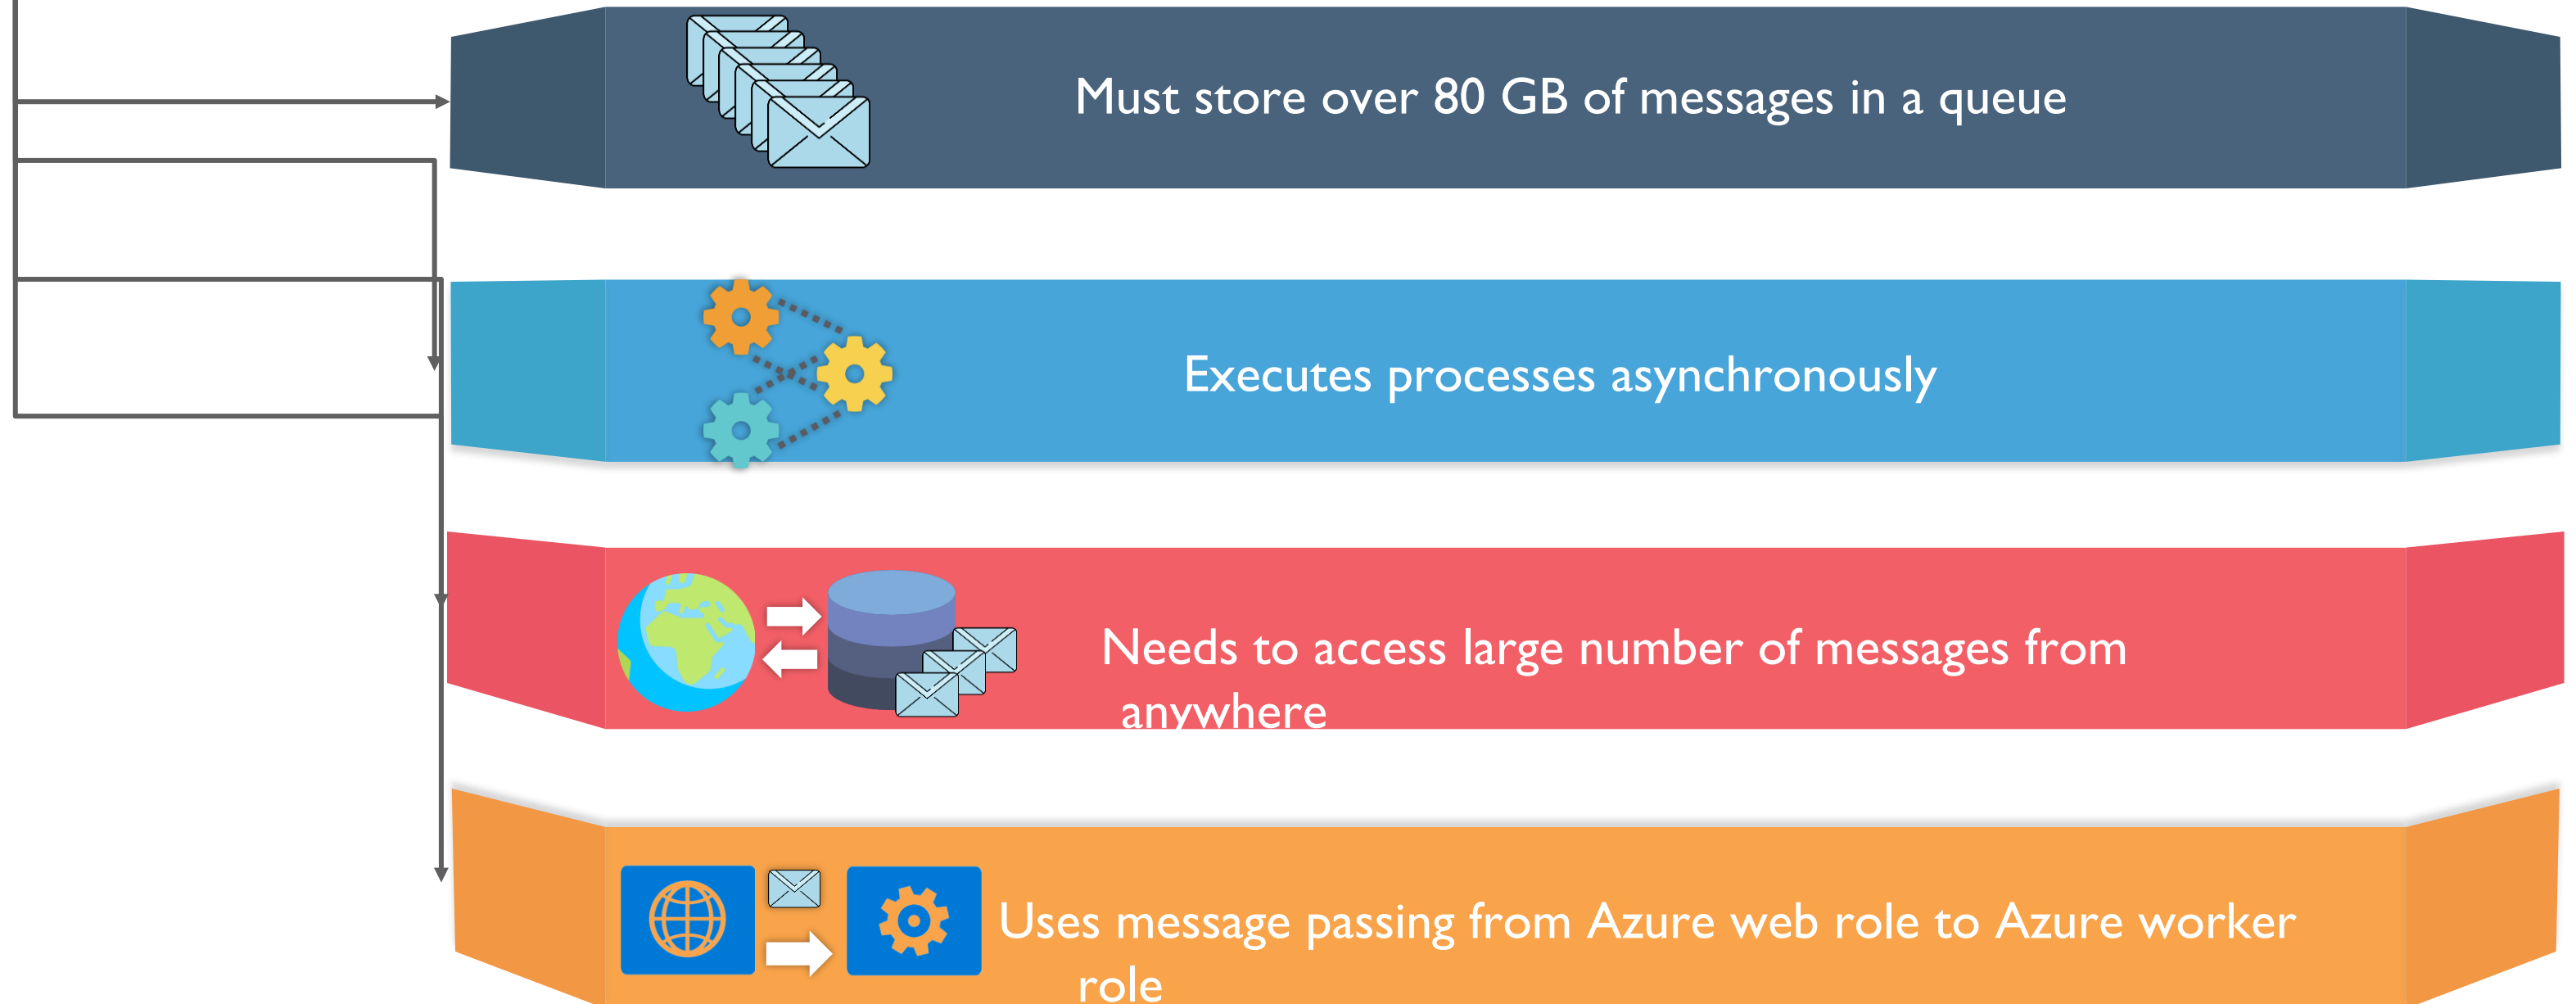 Must store over 80 GB of messages in a queue
Executes processes asynchronously
Needs to access large number of messages from
anywhere
Uses message passing from Azure web role to Azure worker
role